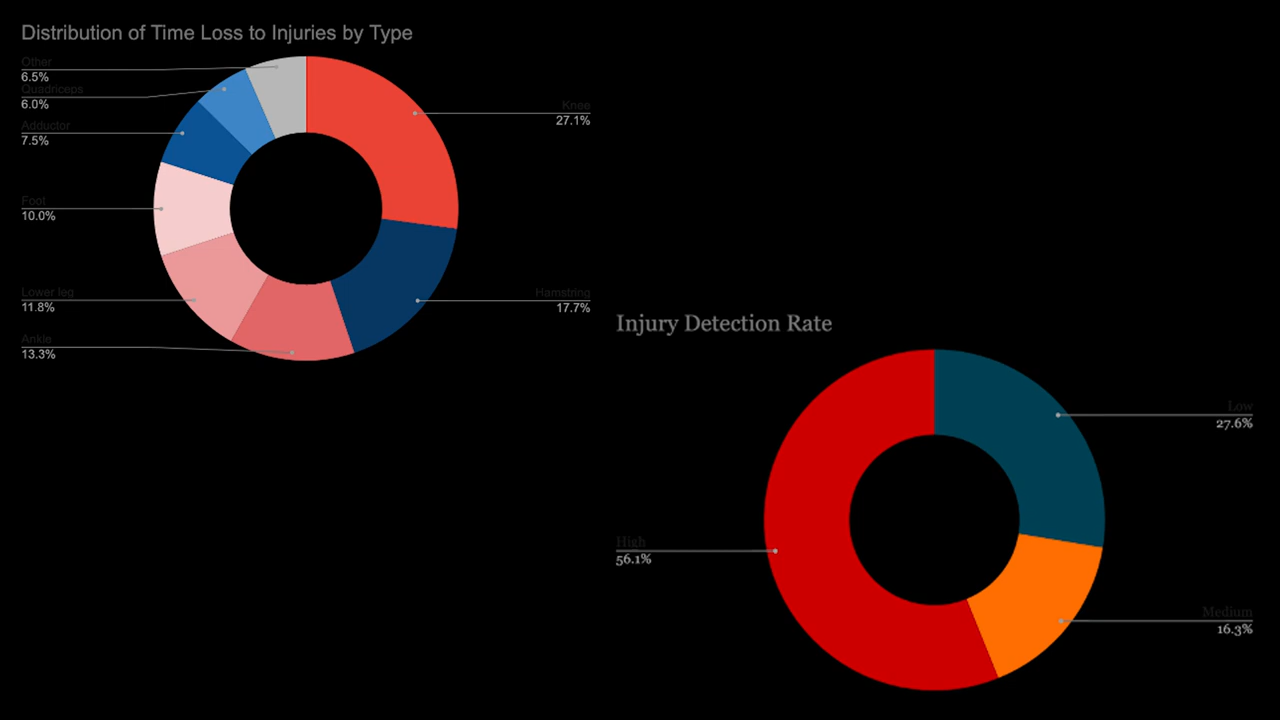 Distribution of Time Loss to Injuries by Type
Other
6.5%
Quadriceps
6.0%
Adductor
7.5%
Foot
10.0%
Lower leg
11.8%
Ankle
13.3%
Knee
27.1%
Hamstring
17.7%
Injury Detection Rate
Low
27.6%
High
56.1%
Medium
16.3%